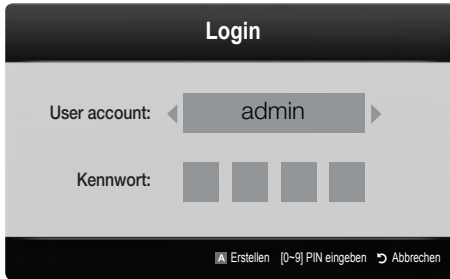 Login
User account: admin
Kennwort:
A Erstellen [0~9] PIN eingeben Abbrechen